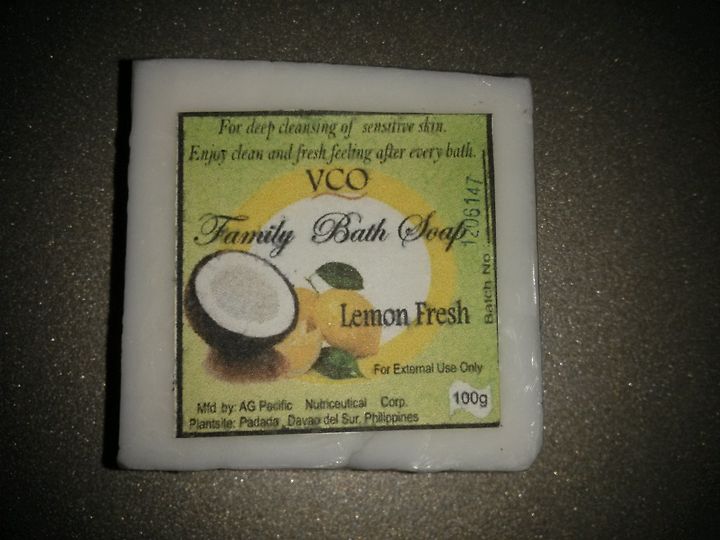 For deep cleansing of sensitive skin.
Enjoy clean and fresh feeling after every bath.
VCO
Family Bath Soap
Lemon Fresh
For External Use Only
100g
Mfd by: AG Pacific Nutriceutical Corp.
Plantsite: Padada, Davao del Sur, Philippines
Batch No. 1206147